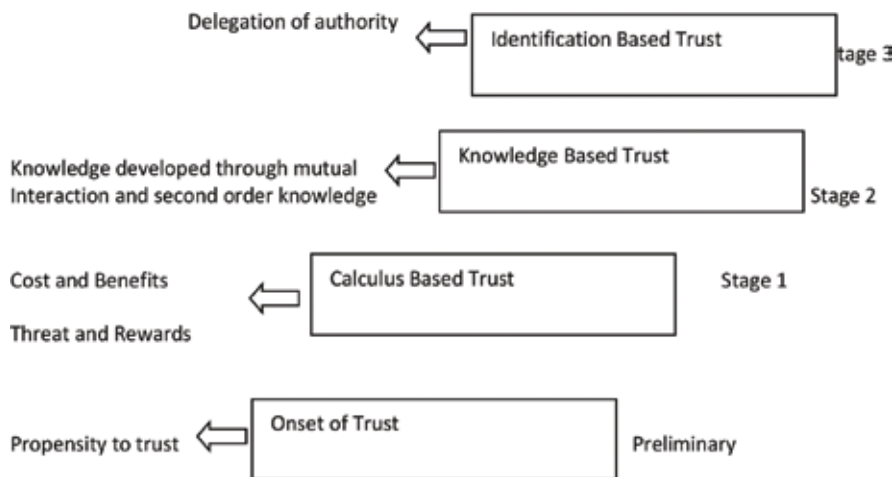 Delegation of authority
Identification Based Trust
tage 3
Knowledge Based Trust
Knowledge developed through mutual
Interaction and second order knowledge
Stage 2
Cost and Benefits
Calculus Based Trust
Stage 1
Threat and Rewards
Onset of Trust
Propensity to trust
Preliminary